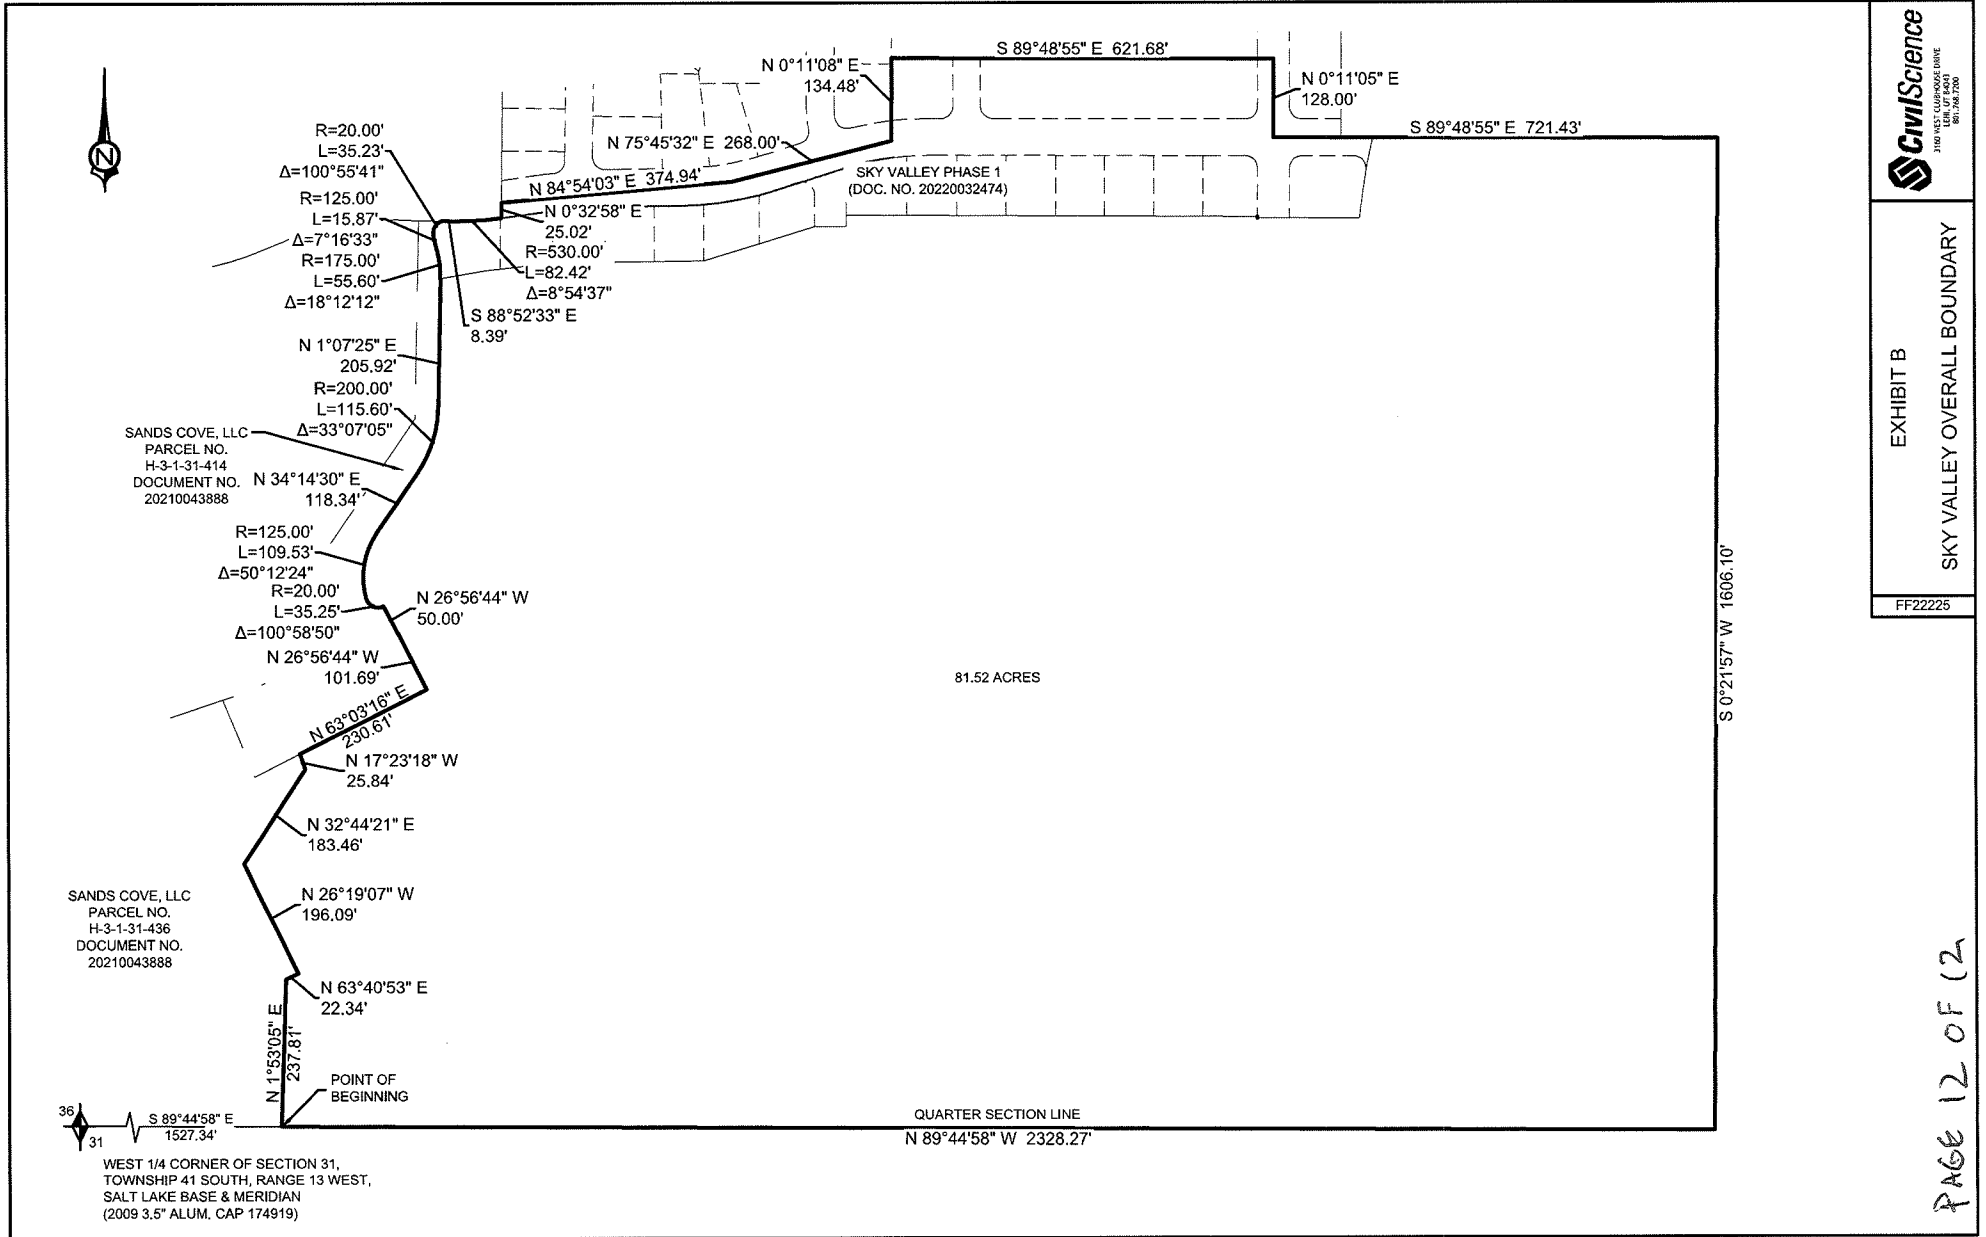 S 89°48'55" E 621.68'
N 0°11'08" E
134.48'
N 0°11'05" E
128.00'
S 89°48'55" E 721.43'
N 75°45'32" E 268.00'
SKY VALLEY PHASE 1
(DOC. NO. 20220032474)
N 84°54'03" E 374.94'
N 0°32'58" E
25.02'
R=530.00'
L=82.42'
Δ=8°54'37"
S 88°52'33" E
8.39'
N
R=20.00'
L=35.23'
Δ=100°55'41"
R=125.00'
L=15.87'
Δ=7°16'33"
R=175.00'
L=55.60'
Δ=18°12'12"
N 1°07'25" E
205.92'
R=200.00'
L=115.60'
Δ=33°07'05"
SANDS COVE, LLC
PARCEL NO.
H-3-1-31-414
DOCUMENT NO.
20210043888
N 34°14'30" E
118.34'
R=125.00'
L=109.53'
Δ=50°12'24"
R=20.00'
L=35.25'
Δ=100°58'50"
N 26°56'44" W
50.00'
N 26°56'44" W
101.69'
N 63°03'16" E
230.61'
N 17°23'18" W
25.84'
N 32°44'21" E
183.46'
N 26°19'07" W
196.09'
SANDS COVE, LLC
PARCEL NO.
H-3-1-31-436
DOCUMENT NO.
20210043888
N 63°40'53" E
22.34'
N 1°53'05" E
237.81'
POINT OF
BEGINNING
81.52 ACRES
S 0°21'57" W 1606.10'
36
31
S 89°44'58" E
1527.34'
QUARTER SECTION LINE
N 89°44'58" W 2328.27'
WEST 1/4 CORNER OF SECTION 31,
TOWNSHIP 41 SOUTH, RANGE 13 WEST,
SALT LAKE BASE & MERIDIAN
(2009 3.5" ALUM. CAP 174919)
CivilScience
3160 WEST CLUBHOUSE DRIVE
LEHI, UT 84043
801.768.7200
EXHIBIT B
SKY VALLEY OVERALL BOUNDARY
FF22225
PAGE 12 OF 12